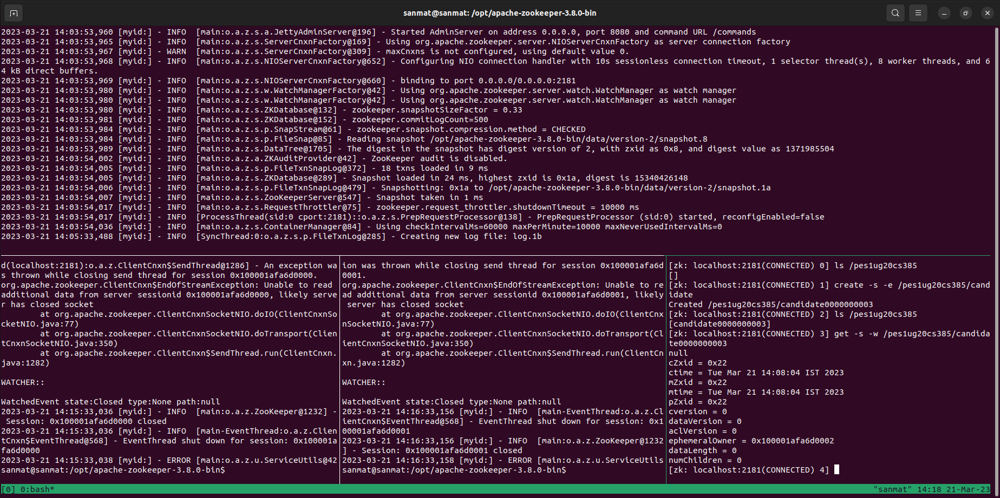 sanmat@sanmat: /opt/apache-zookeeper-3.8.0-bin
2023-03-21 14:03:53,960 [myid:] - INFO  [main:o.a.z.s.a.JettyAdminServer@196] - Started AdminServer on address 0.0.0.0, port 8080 and command URL /commands
2023-03-21 14:03:53,965 [myid:] - INFO  [main:o.a.z.s.ServerCnxnFactory@169] - Using org.apache.zookeeper.server.NIOServerCnxnFactory as server connection factory
2023-03-21 14:03:53,967 [myid:] - WARN  [main:o.a.z.s.ServerCnxnFactory@309] - maxCnxns is not configured, using default value 0.
2023-03-21 14:03:53,968 [myid:] - INFO  [main:o.a.z.s.NIOServerCnxnFactory@652] - Configuring NIO connection handler with 10s sessionless connection timeout, 1 selector thread(s), 8 worker threads, and 6
4 kB direct buffers.
2023-03-21 14:03:53,969 [myid:] - INFO  [main:o.a.z.s.NIOServerCnxnFactory@660] - binding to port 0.0.0.0/0.0.0.0:2181
2023-03-21 14:03:53,980 [myid:] - INFO  [main:o.a.z.s.w.WatchManagerFactory@42] - Using org.apache.zookeeper.server.watch.WatchManager as watch manager
2023-03-21 14:03:53,980 [myid:] - INFO  [main:o.a.z.s.w.WatchManagerFactory@42] - Using org.apache.zookeeper.server.watch.WatchManager as watch manager
2023-03-21 14:03:53,980 [myid:] - INFO  [main:o.a.z.s.ZKDatabase@132] - zookeeper.snapshotSizeFactor = 0.33
2023-03-21 14:03:53,981 [myid:] - INFO  [main:o.a.z.s.ZKDatabase@152] - zookeeper.commitLogCount=500
2023-03-21 14:03:53,984 [myid:] - INFO  [main:o.a.z.s.p.SnapStream@61] - zookeeper.snapshot.compression.method = CHECKED
2023-03-21 14:03:53,984 [myid:] - INFO  [main:o.a.z.s.p.FileSnap@85] - Reading snapshot /opt/apache-zookeeper-3.8.0-bin/data/version-2/snapshot.8
2023-03-21 14:03:53,989 [myid:] - INFO  [main:o.a.z.s.DataTree@1705] - The digest in the snapshot has digest version of 2, with zxid as 0x8, and digest value as 1371985504
2023-03-21 14:03:54,002 [myid:] - INFO  [main:o.a.z.a.ZKAuditProvider@42] - ZooKeeper audit is disabled.
2023-03-21 14:03:54,005 [myid:] - INFO  [main:o.a.z.s.p.FileTxnSnapLog@372] - 18 txns loaded in 9 ms
2023-03-21 14:03:54,005 [myid:] - INFO  [main:o.a.z.s.ZKDatabase@289] - Snapshot loaded in 24 ms, highest zxid is 0x1a, digest is 15340426148
2023-03-21 14:03:54,006 [myid:] - INFO  [main:o.a.z.s.p.FileTxnSnapLog@479] - Snapshotting: 0x1a to /opt/apache-zookeeper-3.8.0-bin/data/version-2/snapshot.1a
2023-03-21 14:03:54,007 [myid:] - INFO  [main:o.a.z.s.ZooKeeperServer@547] - Snapshot taken in 1 ms
2023-03-21 14:03:54,017 [myid:] - INFO  [main:o.a.z.s.RequestThrottler@75] - zookeeper.request_throttler.shutdownTimeout = 10000 ms
2023-03-21 14:03:54,017 [myid:] - INFO  [ProcessThread(sid:0 cport:2181)::o.a.z.s.PrepRequestProcessor@138] - PrepRequestProcessor (sid:0) started, reconfigEnabled=false
2023-03-21 14:03:54,036 [myid:] - INFO  [main:o.a.z.s.ContainerManager@84] - Using checkIntervalMs=60000 maxPerMinute=10000 maxNeverUsedIntervalMs=0
2023-03-21 14:05:33,488 [myid:] - INFO  [SyncThread:0:o.a.z.s.p.FileTxnLog@285] - Creating new log file: log.1b
d(localhost:2181):o.a.z.ClientCnxn$SendThread@1286] - An exception wa
s thrown while closing send thread for session 0x100001afa6d0000.
org.apache.zookeeper.ClientCnxn$EndOfStreamException: Unable to read
additional data from server sessionid 0x100001afa6d0000, likely serve
r has closed socket
at org.apache.zookeeper.ClientCnxnSocketNIO.doIO(ClientCnxnSo
cketNIO.java:77)
at org.apache.zookeeper.ClientCnxnSocketNIO.doTransport(Clien
tCnxnSocketNIO.java:350)
at org.apache.zookeeper.ClientCnxn$SendThread.run(ClientCnxn.
java:1282)
WATCHER::
WatchedEvent state:Closed type:None path:null
2023-03-21 14:15:33,036 [myid:] - INFO  [main:o.a.z.ZooKeeper@1232] -
Session: 0x100001afa6d0000 closed
2023-03-21 14:15:33,036 [myid:] - INFO  [main-EventThread:o.a.z.Clien
tCnxn$EventThread@568] - EventThread shut down for session: 0x100001a
fa6d0000
2023-03-21 14:15:33,038 [myid:] - ERROR [main:o.a.z.u.ServiceUtils@42
sanmat@sanmat:/opt/apache-zookeeper-3.8.0-bin$
ion was thrown while closing send thread for session 0x100001afa6d
0001.
org.apache.zookeeper.ClientCnxn$EndOfStreamException: Unable to re
ad additional data from server sessionid 0x100001afa6d0001, likely
server has closed socket
at org.apache.zookeeper.ClientCnxnSocketNIO.doIO(ClientCnx
nSocketNIO.java:77)
at org.apache.zookeeper.ClientCnxnSocketNIO.doTransport(Cl
ientCnxnSocketNIO.java:350)
at org.apache.zookeeper.ClientCnxn$SendThread.run(ClientCn
xn.java:1282)
WATCHER::
WatchedEvent state:Closed type:None path:null
2023-03-21 14:16:33,156 [myid:] - INFO  [main-EventThread:o.a.z.Cl
ientCnxn$EventThread@568] - EventThread shut down for session: 0x1
00001afa6d0001
2023-03-21 14:16:33,156 [myid:] - INFO  [main:o.a.z.ZooKeeper@1232
] - Session: 0x100001afa6d0001 closed
2023-03-21 14:16:33,158 [myid:] - ERROR [main:o.a.z.u.ServiceUtils
sanmat@sanmat:/opt/apache-zookeeper-3.8.0-bin$
[zk: localhost:2181(CONNECTED) 0] ls /pes1ug20cs385
[]
[zk: localhost:2181(CONNECTED) 1] create -s -e /pes1ug20cs385/cand
idate
Created /pes1ug20cs385/candidate0000000003
[zk: localhost:2181(CONNECTED) 2] ls /pes1ug20cs385
[candidate0000000003]
[zk: localhost:2181(CONNECTED) 3] get -s -w /pes1ug20cs385/candida
te0000000003
null
cZxid = 0x22
ctime = Tue Mar 21 14:08:04 IST 2023
mZxid = 0x22
mtime = Tue Mar 21 14:08:04 IST 2023
pZxid = 0x22
cversion = 0
dataVersion = 0
aclVersion = 0
ephemeralOwner = 0x100001afa6d0002
dataLength = 0
numChildren = 0
[zk: localhost:2181(CONNECTED) 4]
[0] 0:bash* "sanmat" 14:18 21-Mar-23